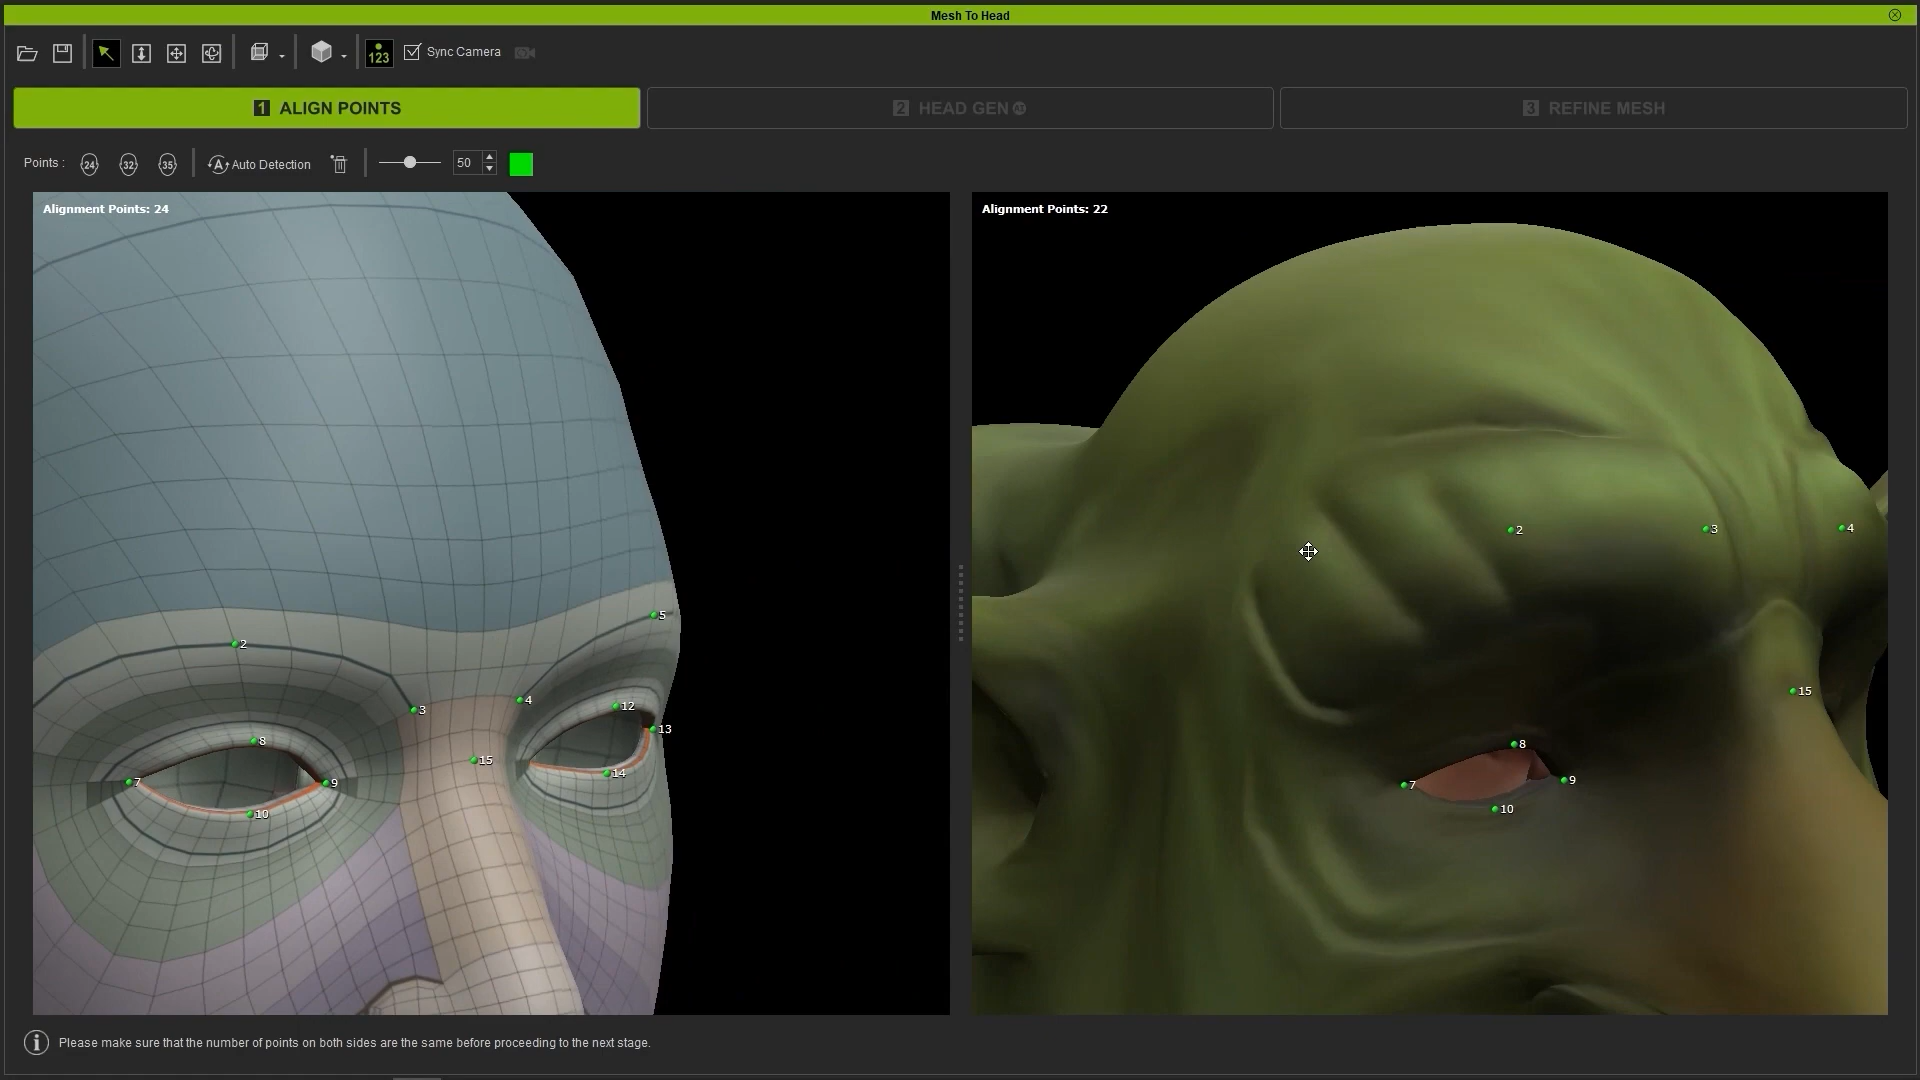 Mesh To Head
123
Sync Camera
1 ALIGN POINTS
2 HEAD GEN AI
3 REFINE MESH
Points :
24
32
35
A Auto Detection
50
Alignment Points: 24
2
3
4
5
7
8
9
10
12
13
14
15
Alignment Points: 22
2
3
4
7
8
9
10
15
Please make sure that the number of points on both sides are the same before proceeding to the next stage.